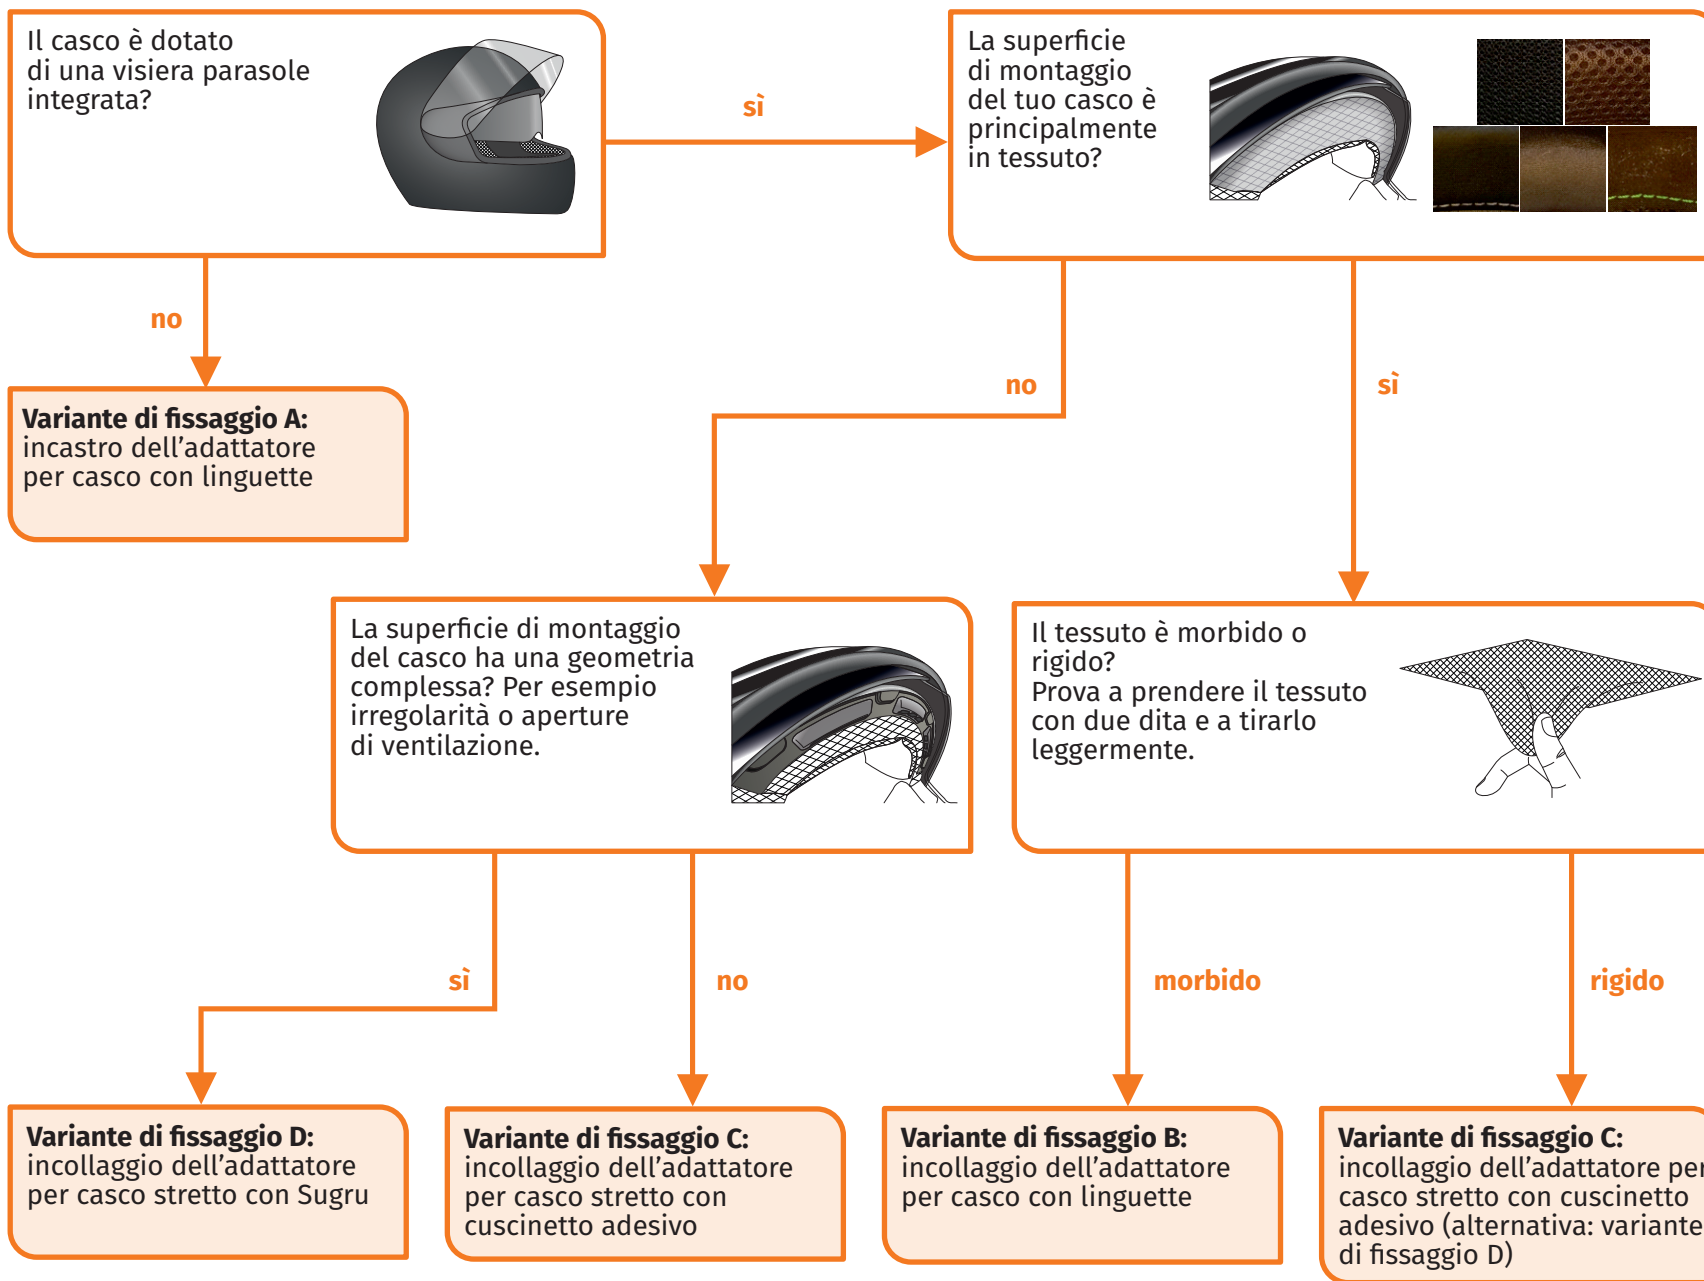 Il casco è dotato
di una visiera parasole
integrata?
sì
La superficie
di montaggio
del tuo casco è
principalmente
in tessuto?
no
no
sì
Variante di fissaggio A:
incastro dell’adattatore
per casco con linguette
La superficie di montaggio
del casco ha una geometria
complessa? Per esempio
irregolarità o aperture
di ventilazione.
Il tessuto è morbido o
rigido?
Prova a prendere il tessuto
con due dita e a tirarlo
leggermente.
sì
no
morbido
rigido
Variante di fissaggio D:
incollaggio dell’adattatore
per casco stretto con Sugru
Variante di fissaggio C:
incollaggio dell’adattatore
per casco stretto con
cuscinetto adesivo
Variante di fissaggio B:
incollaggio dell’adattatore
per casco con linguette
Variante di fissaggio C:
incollaggio dell’adattatore per
casco stretto con cuscinetto
adesivo (alternativa: variante
di fissaggio D)